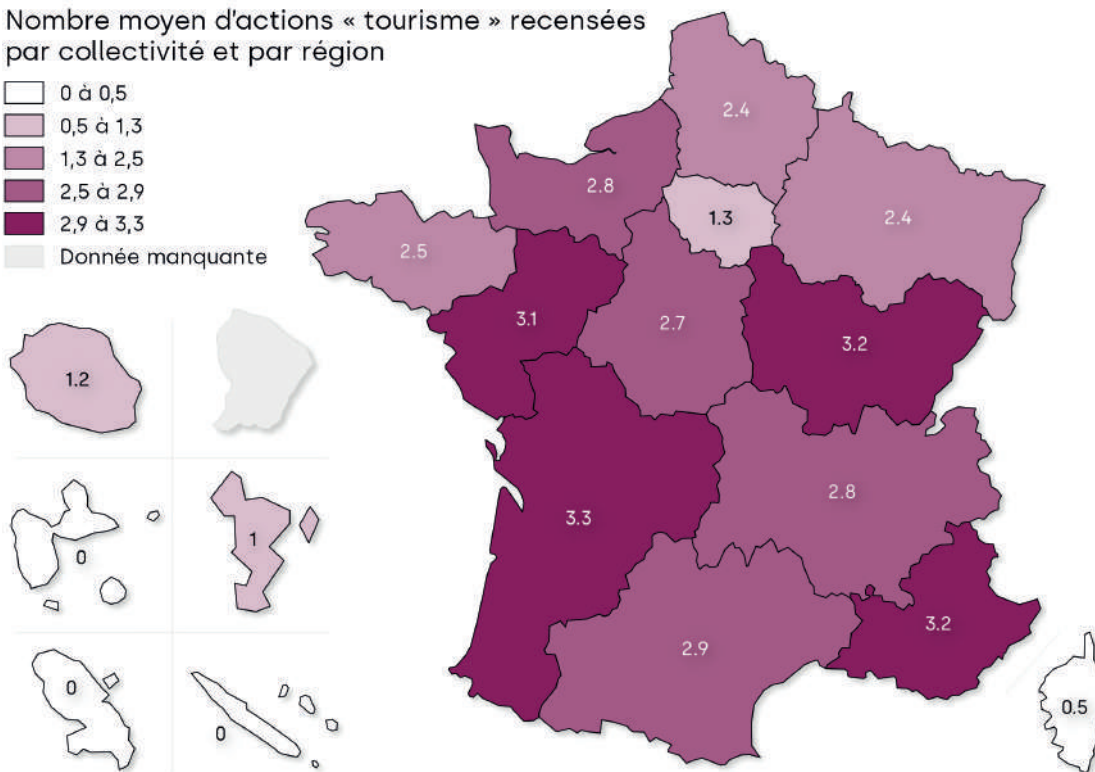 Nombre moyen d'actions « tourisme » recensées
par collectivité et par région
0 à 0,5
0,5 à 1,3
1,3 à 2,5
2,5 à 2,9
2,9 à 3,3
Donnée manquante
2.4
2.8
1.3
2.4
2.5
3.1
2.7
3.2
1.2
2.8
3.3
0
1
3.2
2.9
0
0
0.5